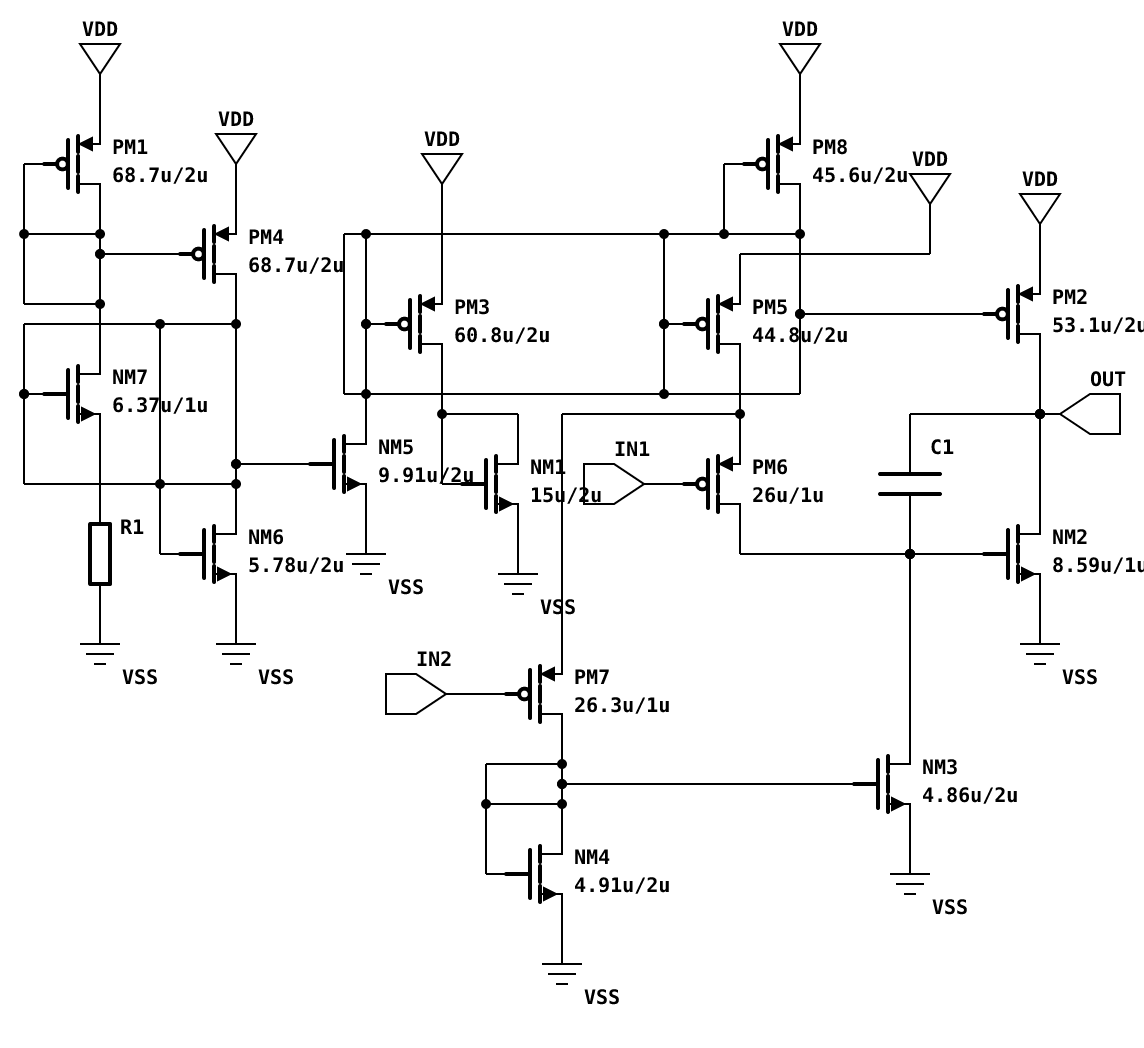 VDD
VDD
VDD
PM1
68.7u/2u
VDD
VDD
PM8
45.6u/2u
VDD
VDD
PM4
68.7u/2u
PM3
60.8u/2u
PM5
44.8u/2u
PM2
53.1u/2u
NM7
6.37u/1u
OUT
NM5
9.91u/2u
NM1
15u/2u
IN1
PM6
26u/1u
C1
R1
NM6
5.78u/2u
VSS
VSS
NM2
8.59u/1u
VSS
VSS
VSS
IN2
PM7
26.3u/1u
NM3
4.86u/2u
NM4
4.91u/2u
VSS
VSS